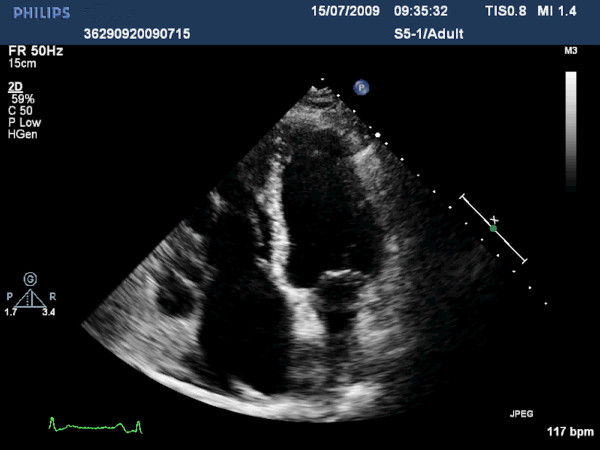 PHILIPS
15/07/2009 09:35:32 TIS0.8 MI 1.4
36290920090715 S5-1/Adult
FR 50Hz
15cm
M3
2D
59%
C 50
P Low
HGen
P
X
G
P R
1.7 3.4
JPEG
117 bpm